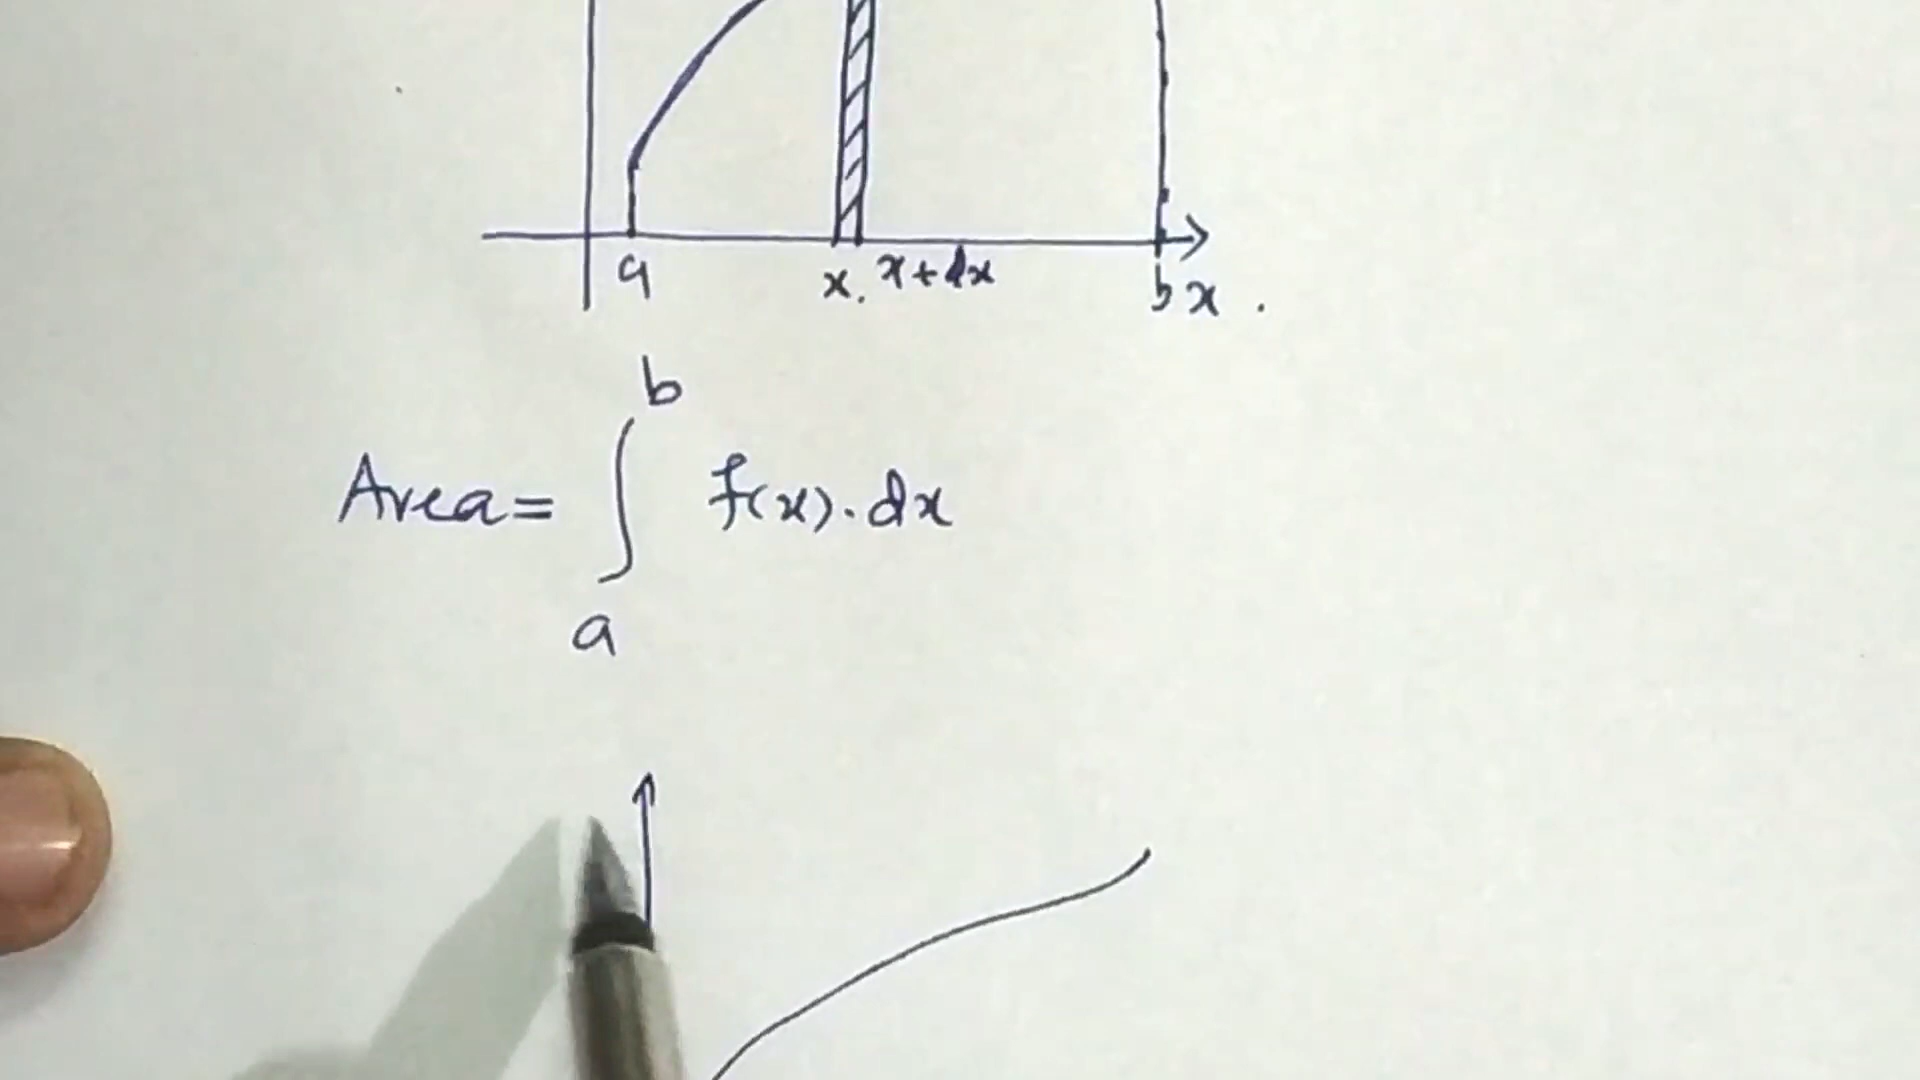 a x. x+dx b x .
b
Area = ∫ f(x). dx
a